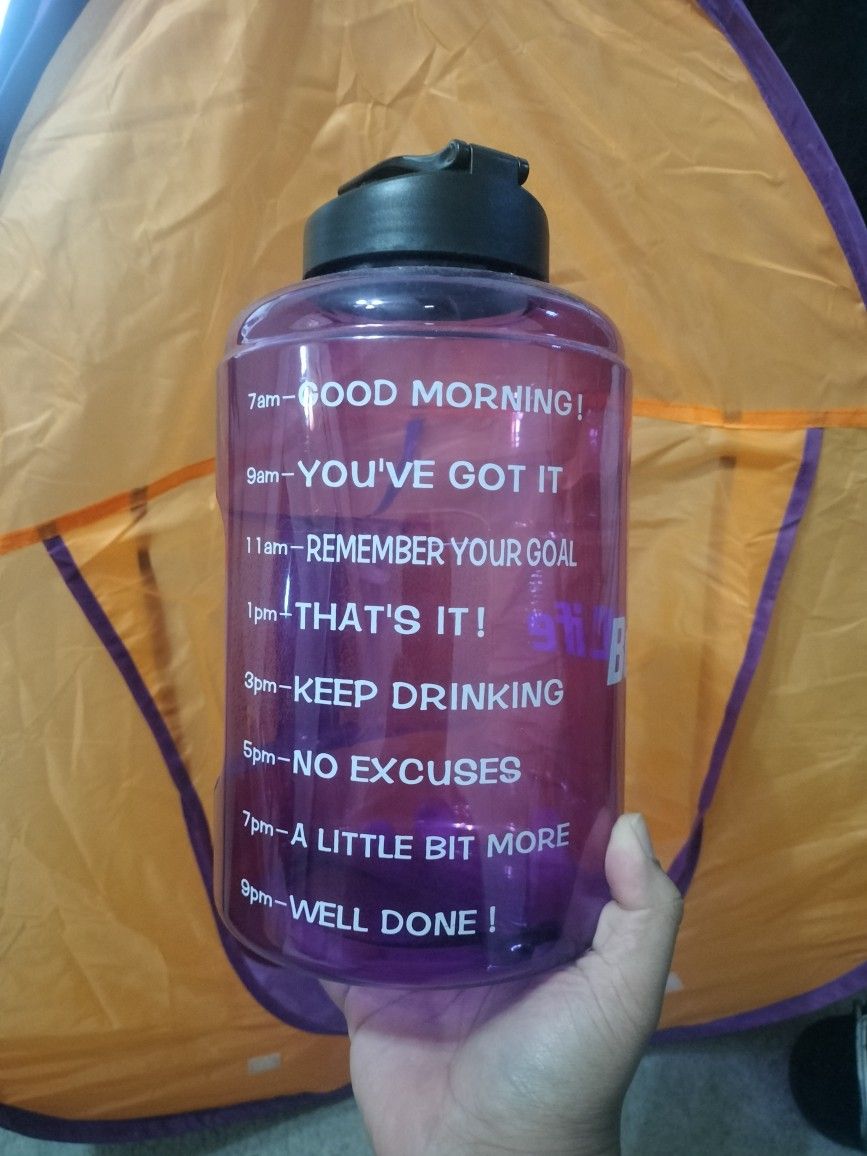 7am-GOOD MORNING!
9am-YOU'VE GOT IT
11am-REMEMBER YOUR GOAL
1pm-THAT'S IT!
3pm-KEEP DRINKING
5pm-NO EXCUSES
7pm-A LITTLE BIT MORE
9pm-WELL DONE!
Life